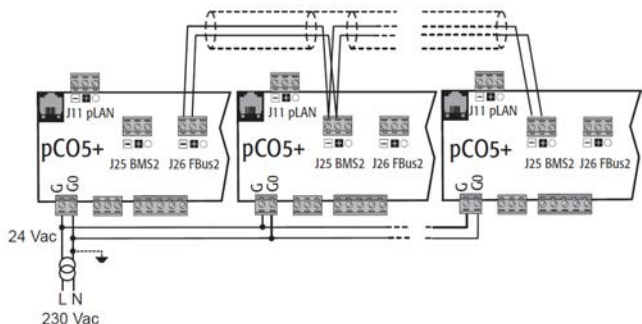 J11 pLAN
J11 pLAN
J11 pLAN
pCO5+
J25 BMS2
J26 FBus2
pCO5+
J25 BMS2
J26 FBus2
pCO5+
J25 BMS2
J26 FBus2
G
G0
G
G0
G
G0
24 Vac
L N
230 Vac